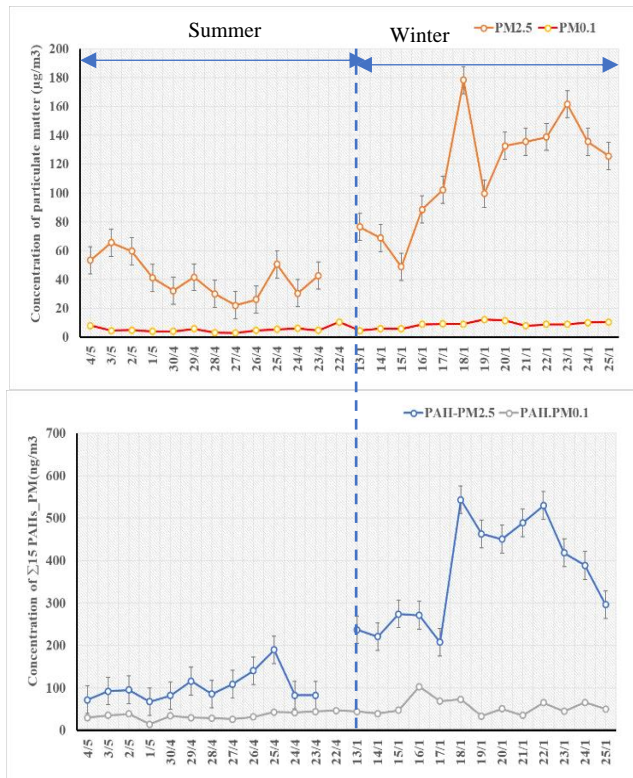 Summer
Winter
PM2.5 PM0.1
Concentration of particulate matter (µg/m3)
200
180
160
140
120
100
80
60
40
20
0
4/5 3/5 2/5 1/5 30/4 29/4 28/4 27/4 26/4 25/4 24/4 23/4 22/4 13/1 14/1 15/1 16/1 17/1 18/1 19/1 20/1 21/1 22/1 23/1 24/1 25/1
PAH-PM2.5 PAH.PM0.1
Concentration of ∑15 PAHs_PM(ng/m3
700
600
500
400
300
200
100
0
4/5 3/5 2/5 1/5 30/4 29/4 28/4 27/4 26/4 25/4 24/4 23/4 22/4 13/1 14/1 15/1 16/1 17/1 18/1 19/1 20/1 21/1 22/1 23/1 24/1 25/1